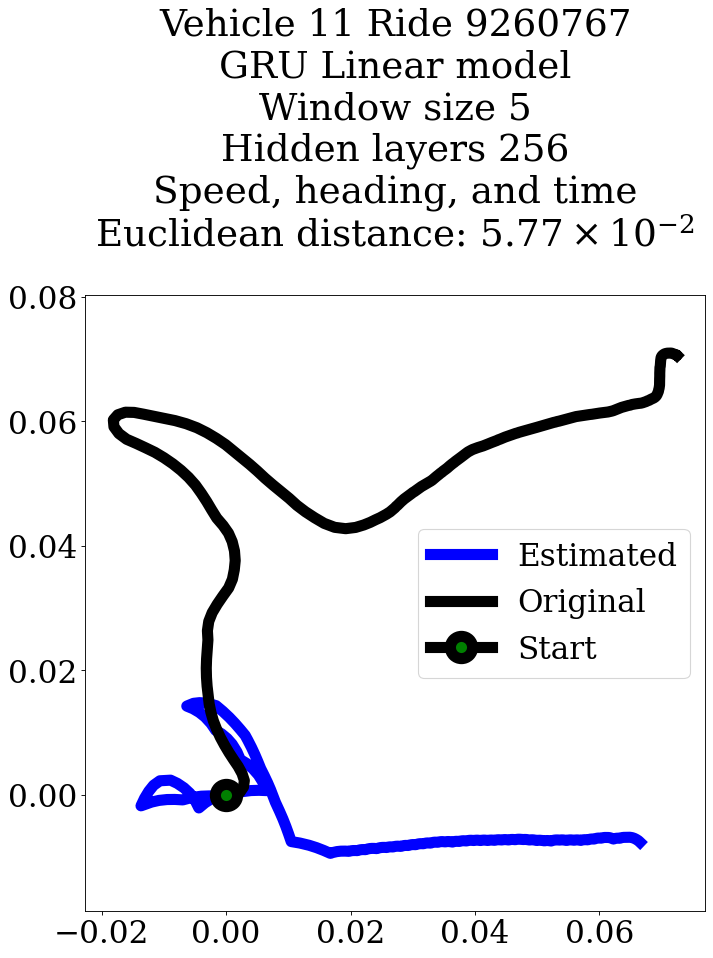 Vehicle 11 Ride 9260767
GRU Linear model
Window size 5
Hidden layers 256
Speed, heading, and time
Euclidean distance: 5.77 × 10⁻²
0.08
0.06
0.04
0.02
0.00
Estimated
Original
Start
−0.02 0.00 0.02 0.04 0.06